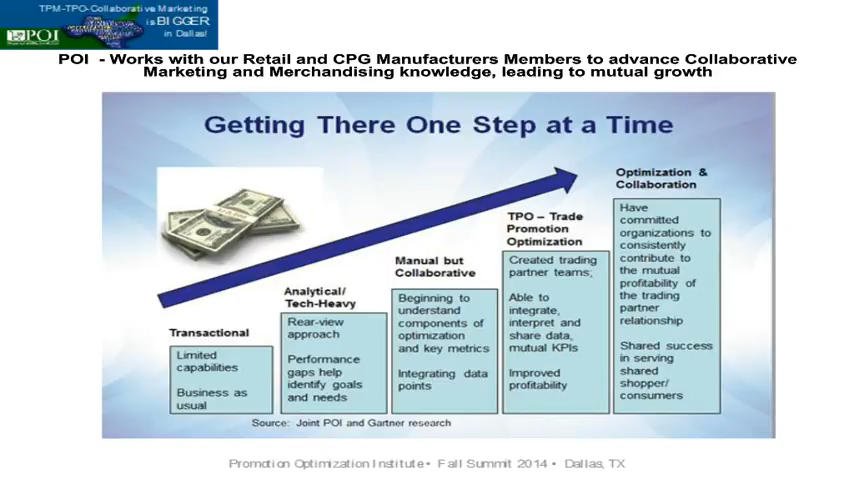 TPM-TPO-Collaborative Marketing
is BIGGER
in Dallas!
POI
POI - Works with our Retail and CPG Manufacturers Members to advance Collaborative
Marketing and Merchandising knowledge, leading to mutual growth
Getting There One Step at a Time
Transactional
Limited
capabilities
Business as
usual
Analytical/
Tech-Heavy
Rear-view
approach
Performance
gaps help
identify goals
and needs
Manual but
Collaborative
Beginning to
understand
components of
optimization
and key metrics
Integrating data
points
TPO – Trade
Promotion
Optimization
Created trading
partner teams;
Able to
integrate,
interpret and
share data,
mutual KPIs
Improved
profitability
Optimization &
Collaboration
Have
committed
organizations to
consistently
contribute to
the mutual
profitability of
the trading
partner
relationship
Shared success
in serving
shared
shopper/
consumers
Source: Joint POI and Gartner research
Promotion Optimization Institute • Fall Summit 2014 • Dallas, TX